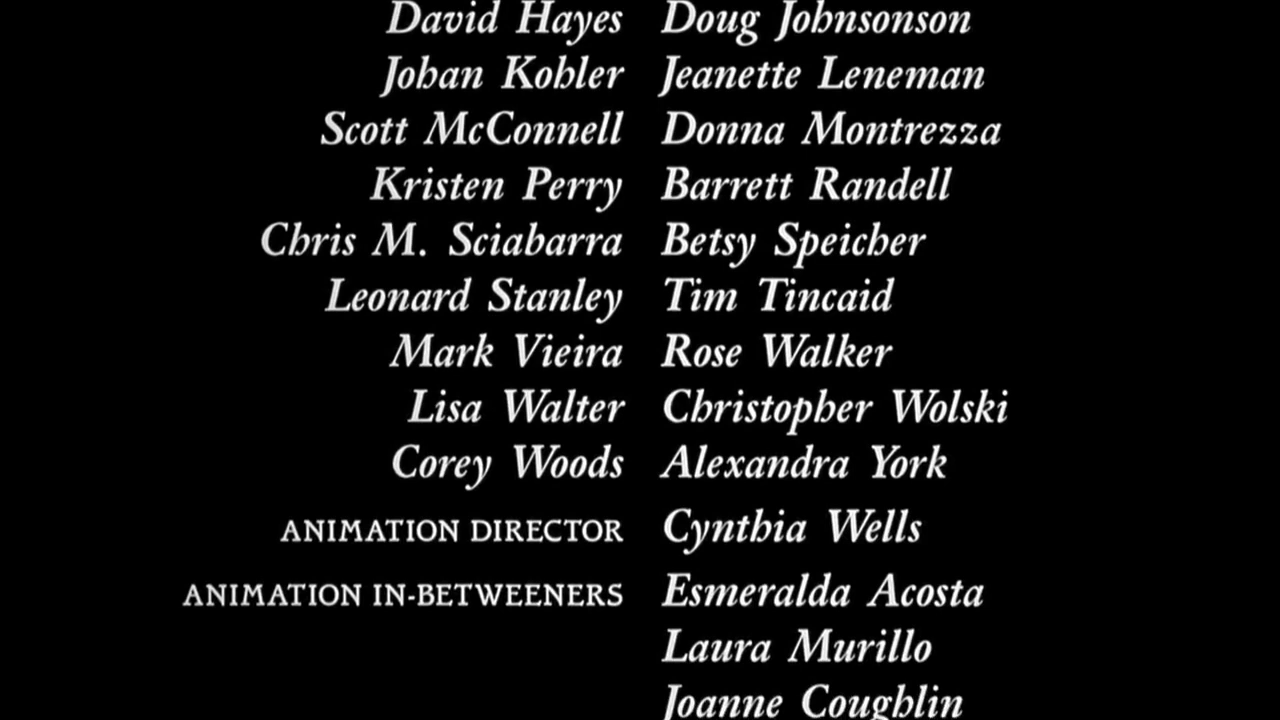 David Hayes Doug Johnsonson
Johan Kohler Jeanette Leneman
Scott McConnell Donna Montrezza
Kristen Perry Barrett Randell
Chris M. Sciabarra Betsy Speicher
Leonard Stanley Tim Tincaid
Mark Vieira Rose Walker
Lisa Walter Christopher Wolski
Corey Woods Alexandra York
ANIMATION DIRECTOR Cynthia Wells
ANIMATION IN-BETWEENERS Esmeralda Acosta
Laura Murillo
Joanne Coughlin